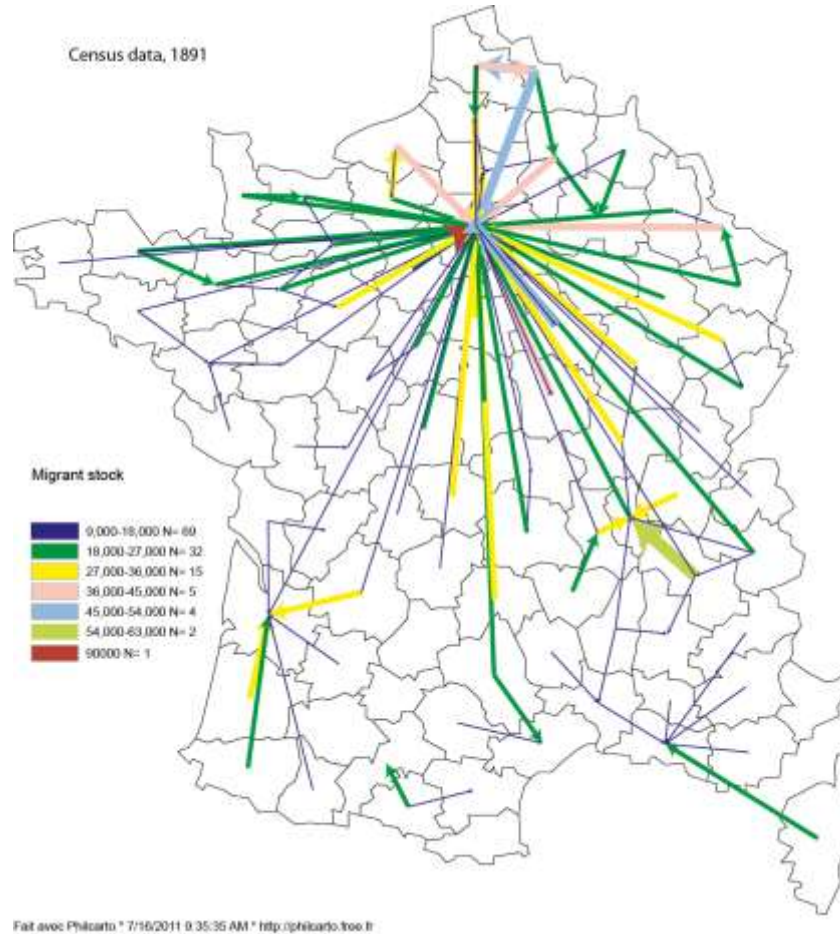 Census data, 1891
Migrant stock
9,000-18,000 N= 69
18,000-27,000 N= 32
27,000-36,000 N= 15
36,000-45,000 N= 5
45,000-54,000 N= 4
54,000-63,000 N= 2
90000 N= 1
Fait avec Philcarto * 7/16/2011 9:35:35 AM * http://philcarto.free.fr